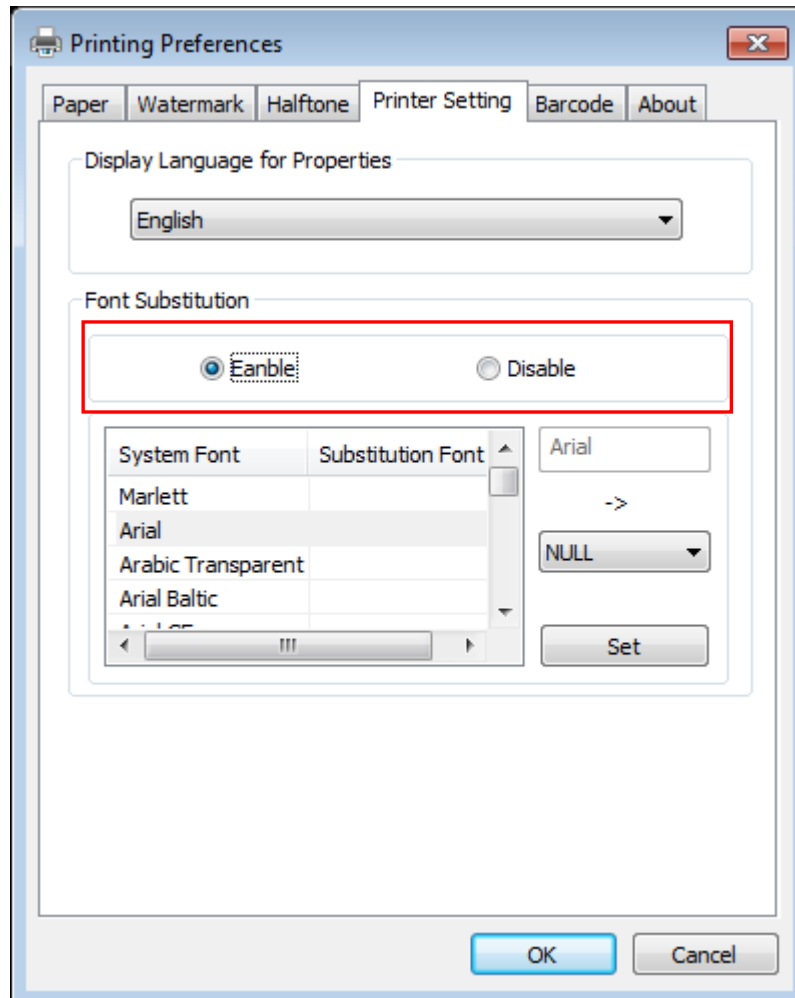 Printing Preferences
Paper Watermark Halftone Printer Setting Barcode About
Display Language for Properties
English
Font Substitution
Eanble Disable
System Font Substitution Font Arial
Marlett ->
Arial
Arabic Transparent NULL
Arial Baltic
Set
OK Cancel